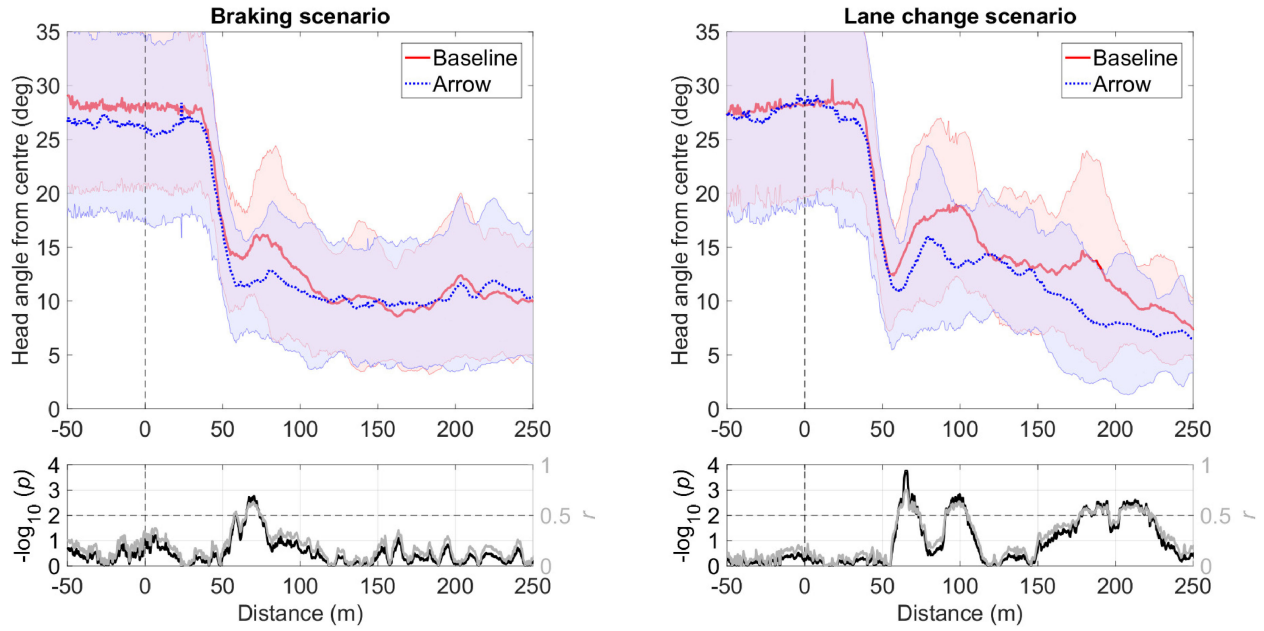 Braking scenario
Head angle from centre (deg)
35
30
25
20
15
10
5
0
Baseline
Arrow
-50 0 50 100 150 200 250
-log10 (p)
4
3
2
1
0
1
0.5
0
r
-50 0 50 100 150 200 250
Distance (m)
Lane change scenario
Head angle from centre (deg)
35
30
25
20
15
10
5
0
Baseline
Arrow
-50 0 50 100 150 200 250
-log10 (p)
4
3
2
1
0
1
0.5
0
r
-50 0 50 100 150 200 250
Distance (m)